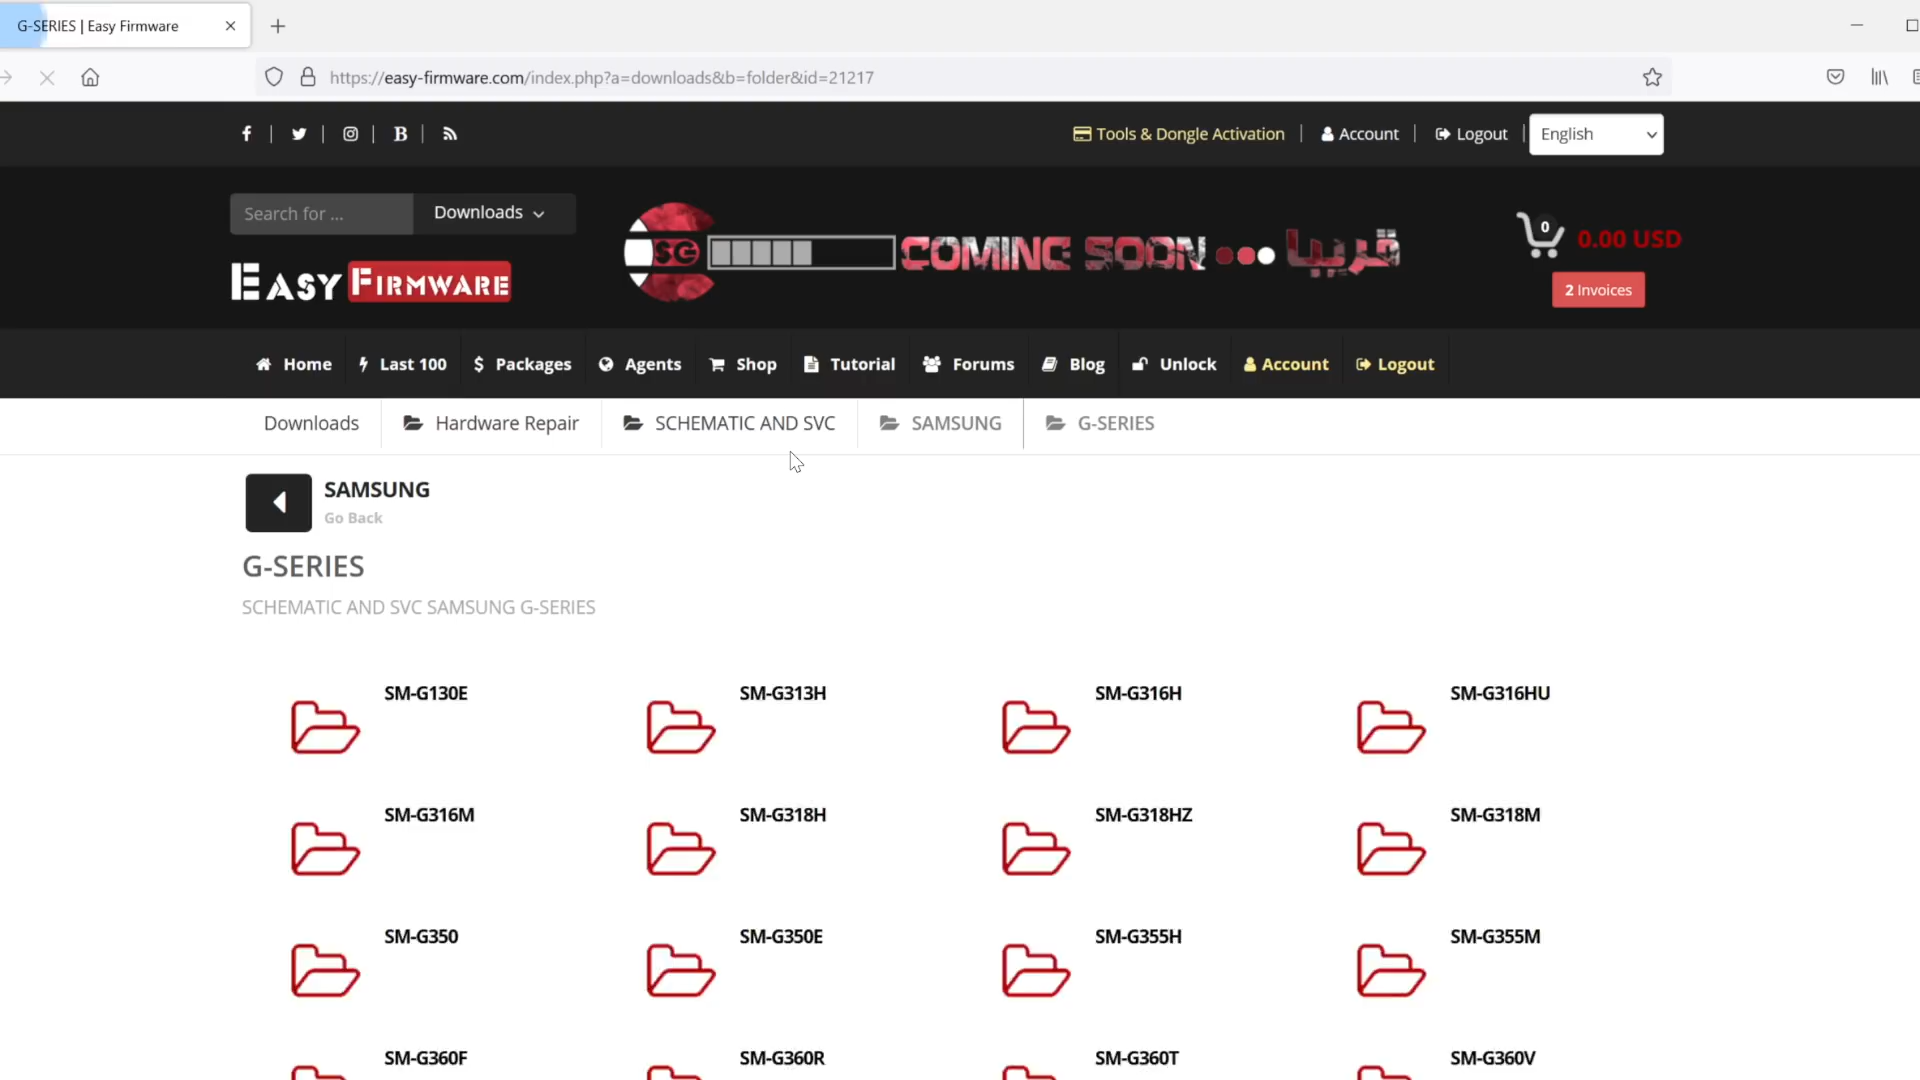 G-SERIES | Easy Firmware
https://easy-firmware.com/index.php?a=downloads&b=folder&id=21217
Tools & Dongle Activation | Account | Logout | English
Search for ... Downloads
SG COMING SOON قريبا
0 0.00 USD
EASY FIRMWARE
2 Invoices
Home Last 100 Packages Agents Shop Tutorial Forums Blog Unlock Account Logout
Downloads Hardware Repair SCHEMATIC AND SVC SAMSUNG G-SERIES
SAMSUNG
Go Back
G-SERIES
SCHEMATIC AND SVC SAMSUNG G-SERIES
SM-G130E SM-G313H SM-G316H SM-G316HU
SM-G316M SM-G318H SM-G318HZ SM-G318M
SM-G350 SM-G350E SM-G355H SM-G355M
SM-G360F SM-G360R SM-G360T SM-G360V